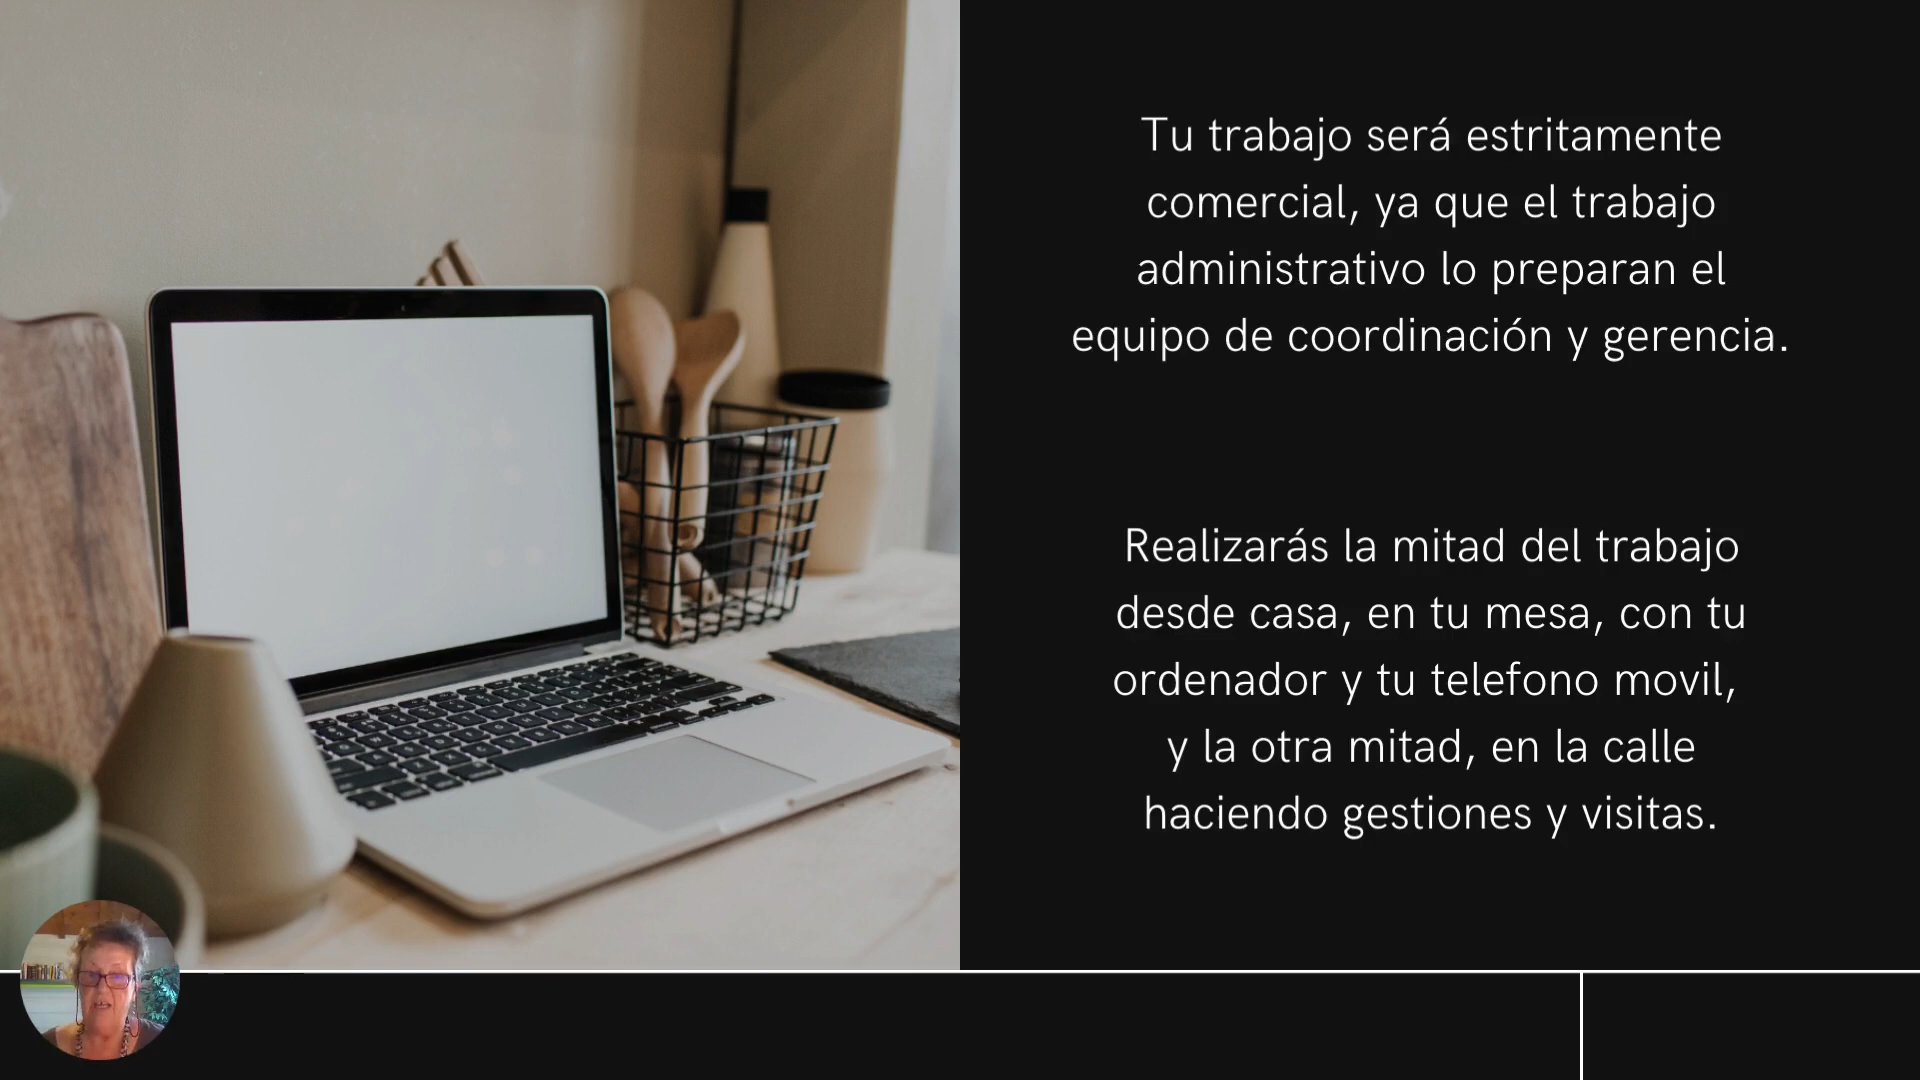 Tu trabajo será estritamente
comercial, ya que el trabajo
administrativo lo preparan el
equipo de coordinación y gerencia.
Realizarás la mitad del trabajo
desde casa, en tu mesa, con tu
ordenador y tu telefono movil,
y la otra mitad, en la calle
haciendo gestiones y visitas.